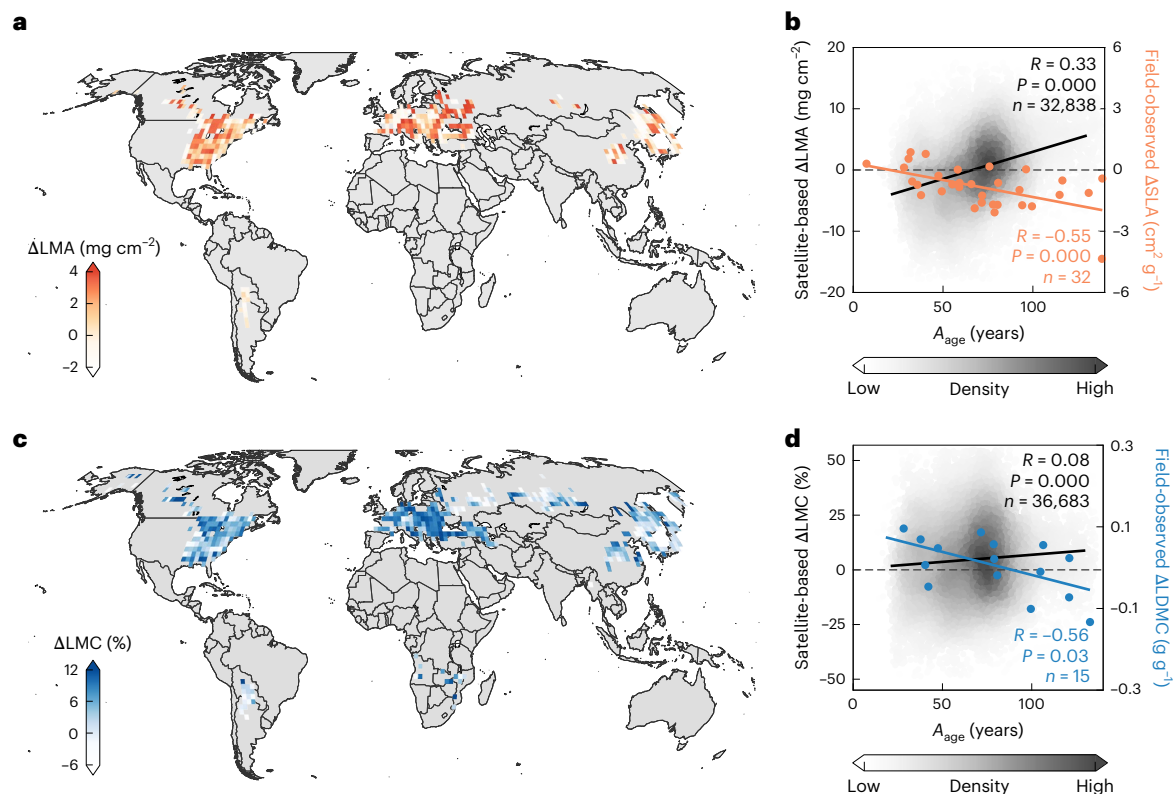 a
ΔLMA (mg cm⁻²)
4
2
0
−2
b
R = 0.33
P = 0.000
n = 32,838
R = −0.55
P = 0.000
n = 32
20
10
0
−10
−20
Satellite-based ΔLMA (mg cm⁻²)
6
3
0
−3
−6
Field-observed ΔSLA (cm² g⁻¹)
0
50
100
A_age (years)
Low
Density
High
c
ΔLMC (%)
12
6
0
−6
d
R = 0.08
P = 0.000
n = 36,683
R = −0.56
P = 0.03
n = 15
50
25
0
−25
−50
Satellite-based ΔLMC (%)
0.3
0.1
−0.1
−0.3
Field-observed ΔLDMC (g g⁻¹)
0
50
100
A_age (years)
Low
Density
High